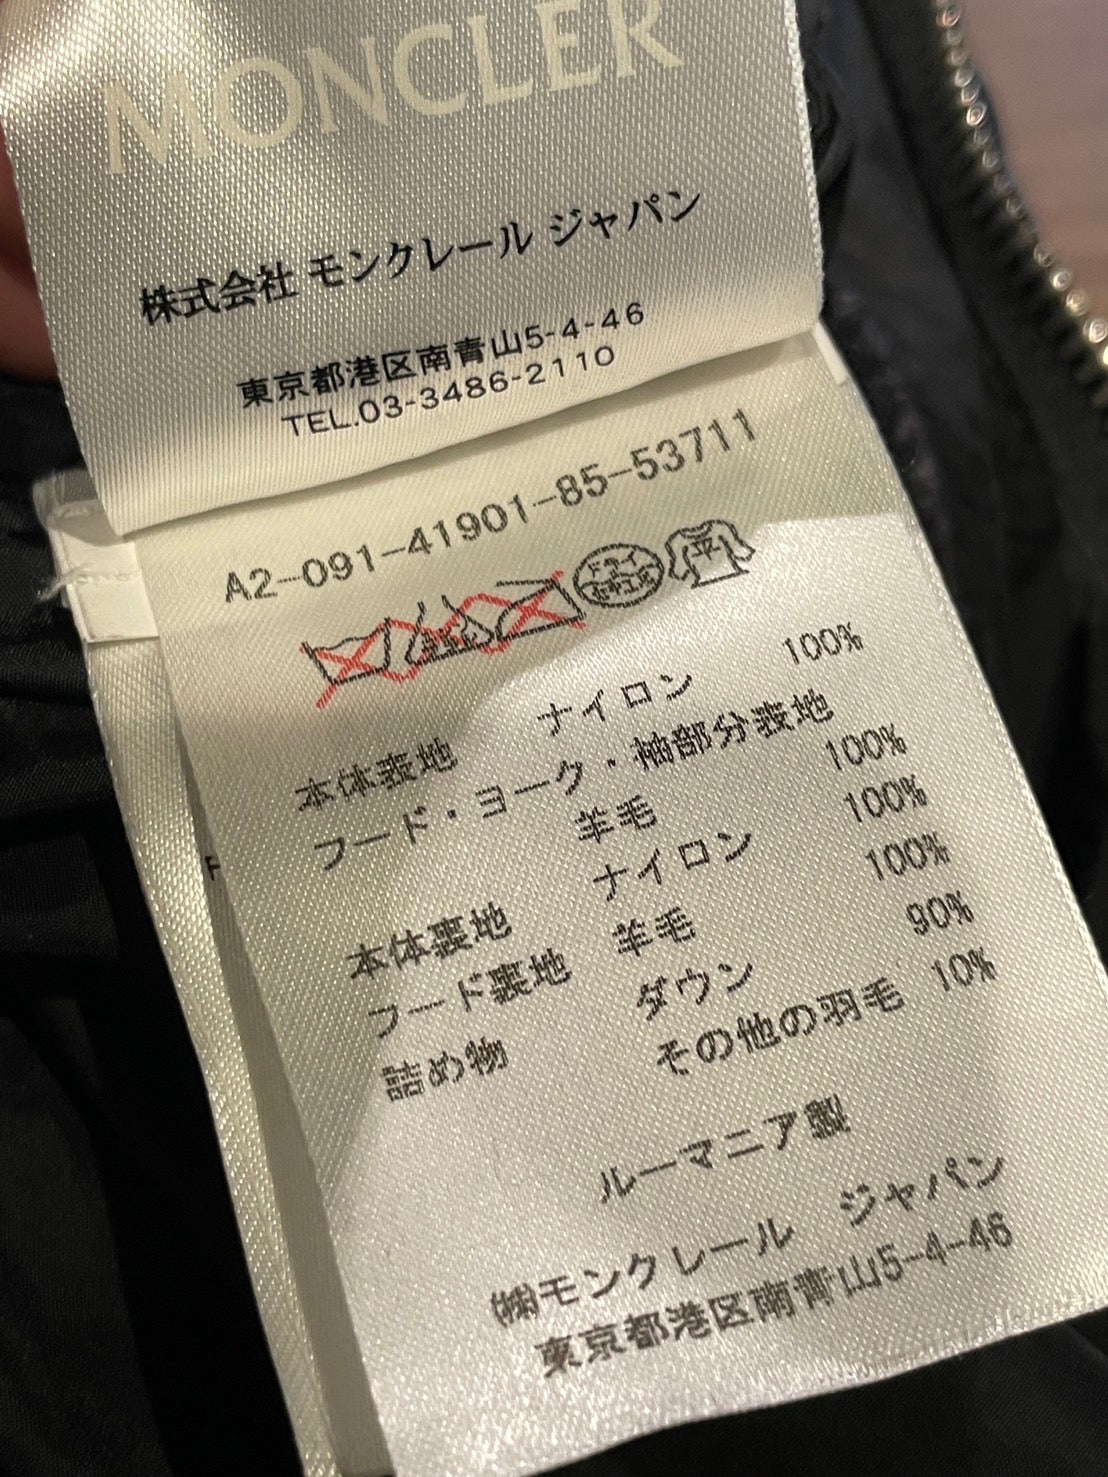 MONCLER
株式会社 モンクレール ジャパン
東京都港区南青山5-4-46
TEL.03-3486-2110
A2-091-41901-85-53711
ドライ
セキユ系
平
本体表地 ナイロン 100%
フード・ヨーク・袖部分表地
羊毛 100%
本体裏地 ナイロン 100%
フード裏地 羊毛 100%
詰め物 ダウン 90%
その他の羽毛 10%
ルーマニア製
㈱モンクレール ジャパン
東京都港区南青山5-4-46